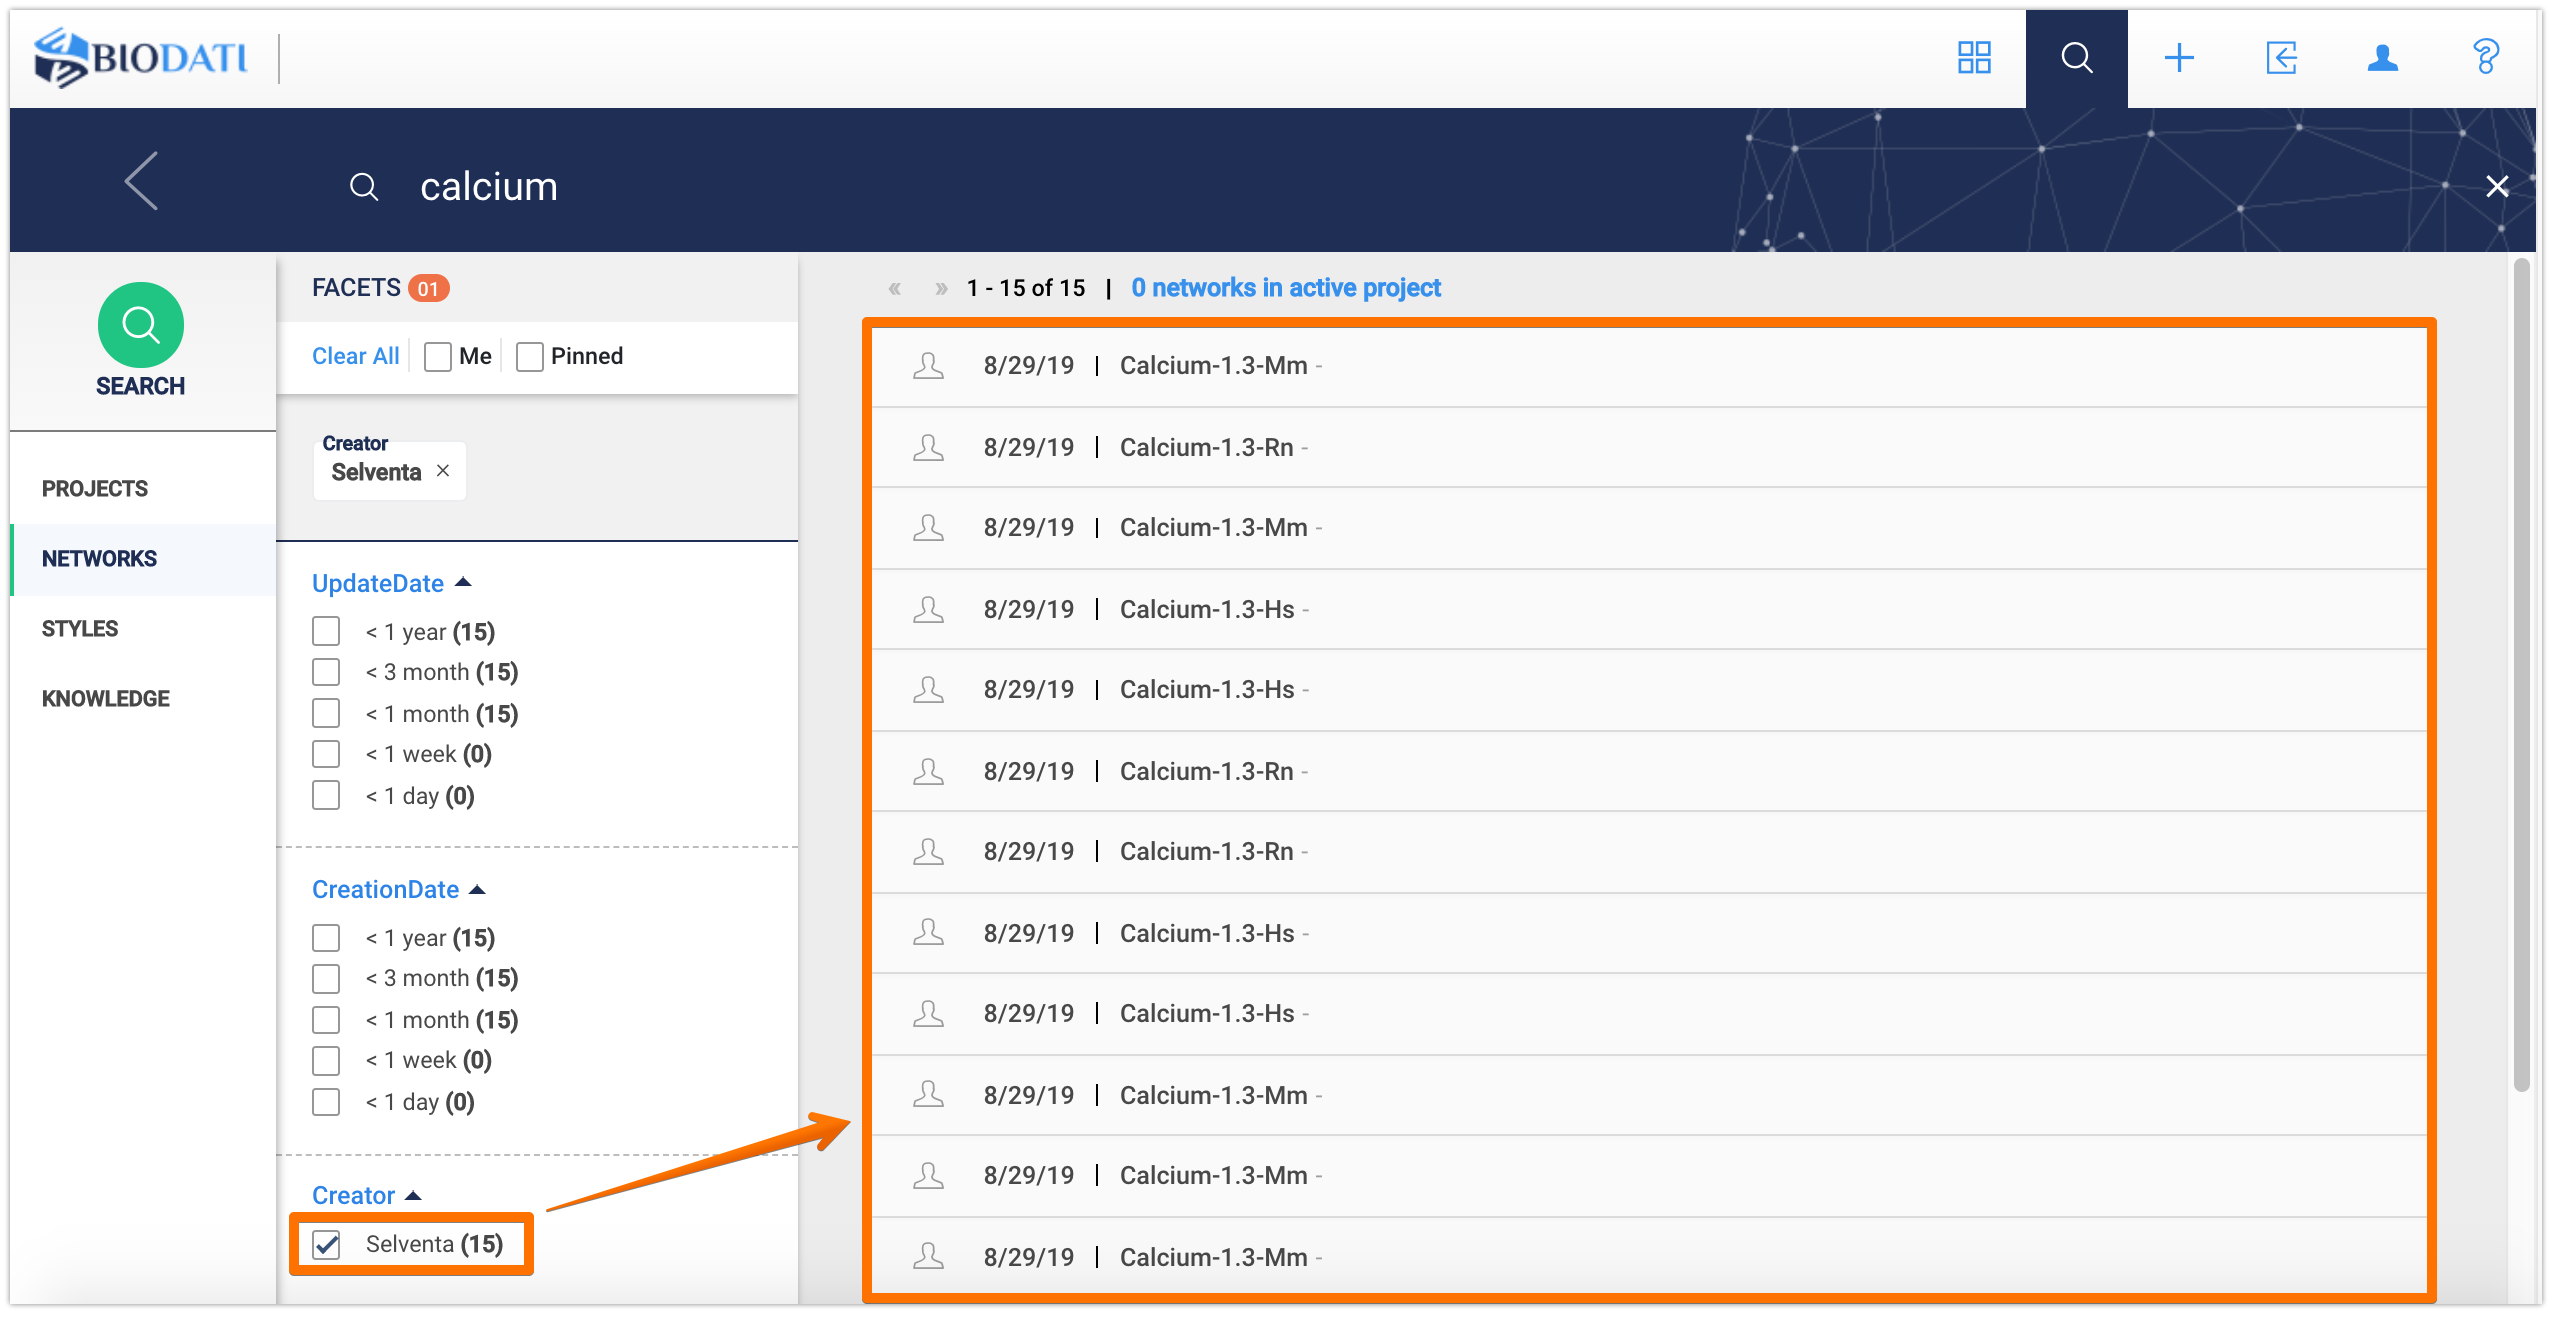 BIODATI
calcium
SEARCH
PROJECTS
NETWORKS
STYLES
KNOWLEDGE
FACETS 01
Clear All Me Pinned
Creator
Selventa ×
UpdateDate
< 1 year (15)
< 3 month (15)
< 1 month (15)
< 1 week (0)
< 1 day (0)
CreationDate
< 1 year (15)
< 3 month (15)
< 1 month (15)
< 1 week (0)
< 1 day (0)
Creator
Selventa (15)
« » 1 - 15 of 15 | 0 networks in active project
8/29/19 | Calcium-1.3-Mm -
8/29/19 | Calcium-1.3-Rn -
8/29/19 | Calcium-1.3-Mm -
8/29/19 | Calcium-1.3-Hs -
8/29/19 | Calcium-1.3-Hs -
8/29/19 | Calcium-1.3-Rn -
8/29/19 | Calcium-1.3-Rn -
8/29/19 | Calcium-1.3-Hs -
8/29/19 | Calcium-1.3-Hs -
8/29/19 | Calcium-1.3-Mm -
8/29/19 | Calcium-1.3-Mm -
8/29/19 | Calcium-1.3-Mm -